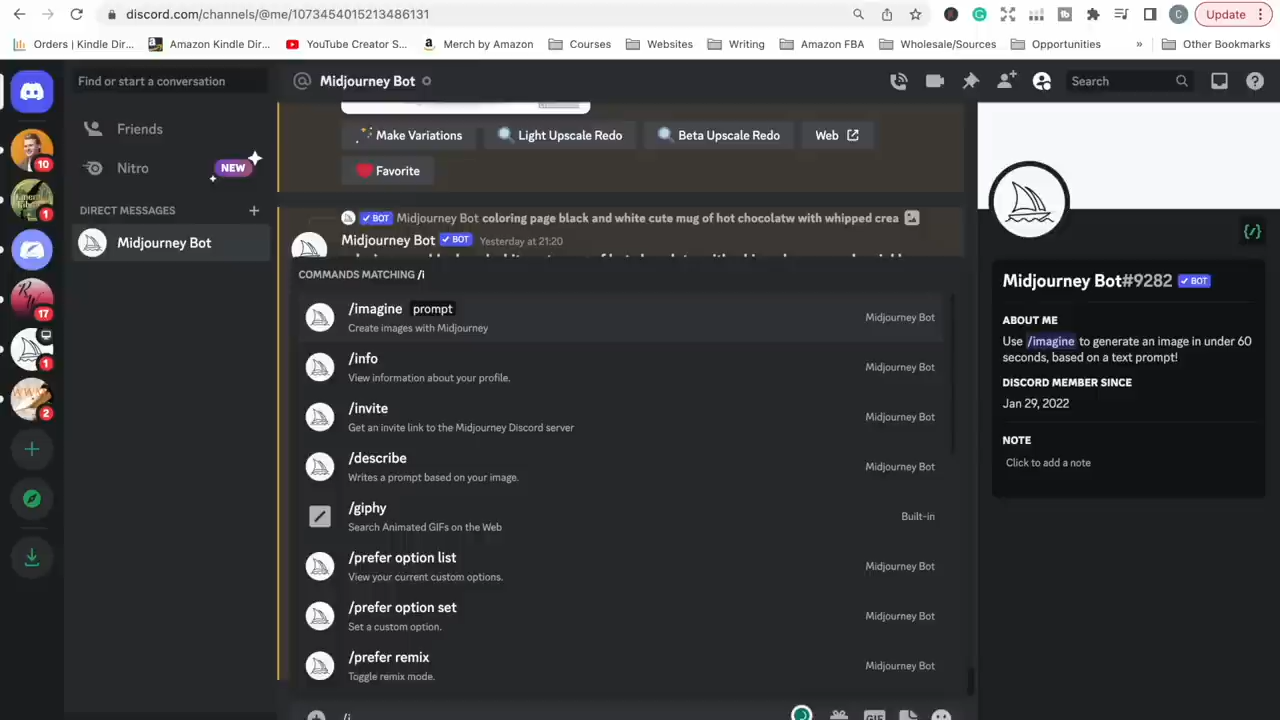 discord.com/channels/@me/1073454015213486131
C
Update
Orders | Kindle Dir...
Amazon Kindle Dir...
YouTube Creator S...
Merch by Amazon
Courses
Websites
Writing
Amazon FBA
Wholesale/Sources
Opportunities
»
Other Bookmarks
Find or start a conversation
Midjourney Bot
Search
Friends
Nitro
NEW
DIRECT MESSAGES
Midjourney Bot
10
1
17
1
2
Make Variations
Light Upscale Redo
Beta Upscale Redo
Web
Favorite
BOT Midjourney Bot coloring page black and white cute mug of hot chocolatw with whipped crea
Midjourney Bot BOT Yesterday at 21:20
COMMANDS MATCHING /i
/imagine prompt
Create images with Midjourney
Midjourney Bot
/info
View information about your profile.
Midjourney Bot
/invite
Get an invite link to the Midjourney Discord server
Midjourney Bot
/describe
Writes a prompt based on your image.
Midjourney Bot
/giphy
Search Animated GIFs on the Web
Built-in
/prefer option list
View your current custom options.
Midjourney Bot
/prefer option set
Set a custom option.
Midjourney Bot
/prefer remix
Toggle remix mode.
Midjourney Bot
/i
GIF
Midjourney Bot#9282 BOT
ABOUT ME
Use /imagine to generate an image in under 60
seconds, based on a text prompt!
DISCORD MEMBER SINCE
Jan 29, 2022
NOTE
Click to add a note